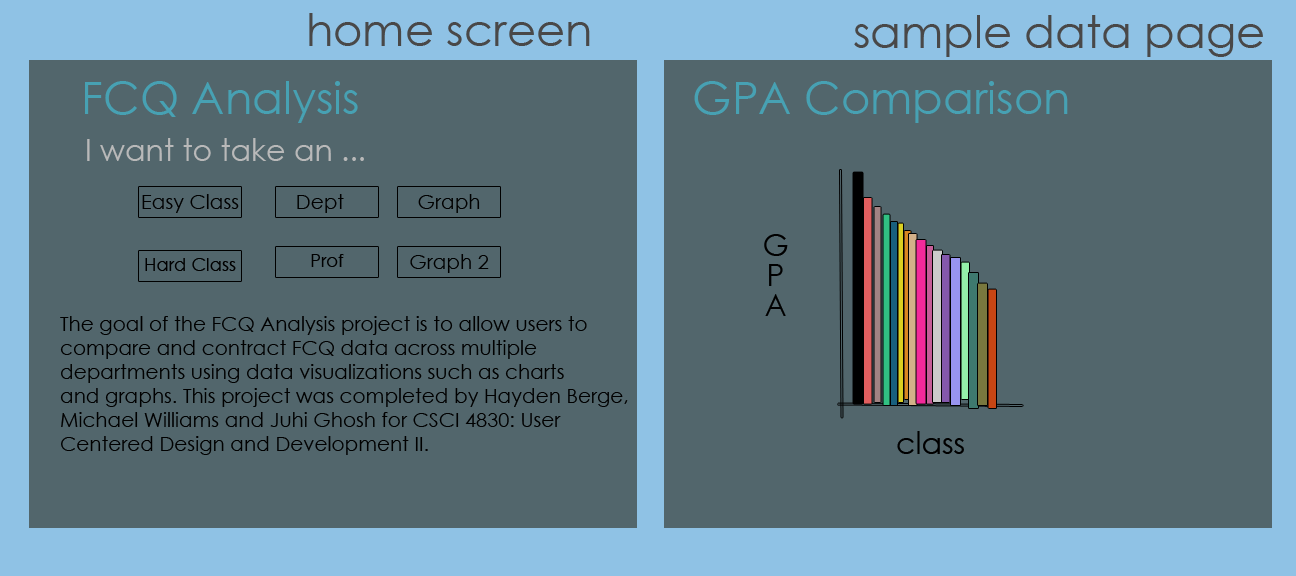 home screen
FCQ Analysis
I want to take an ...
Easy Class
Dept
Graph
Hard Class
Prof
Graph 2
The goal of the FCQ Analysis project is to allow users to
compare and contract FCQ data across multiple
departments using data visualizations such as charts
and graphs. This project was completed by Hayden Berge,
Michael Williams and Juhi Ghosh for CSCI 4830: User
Centered Design and Development II.
sample data page
GPA Comparison
G
P
A
class